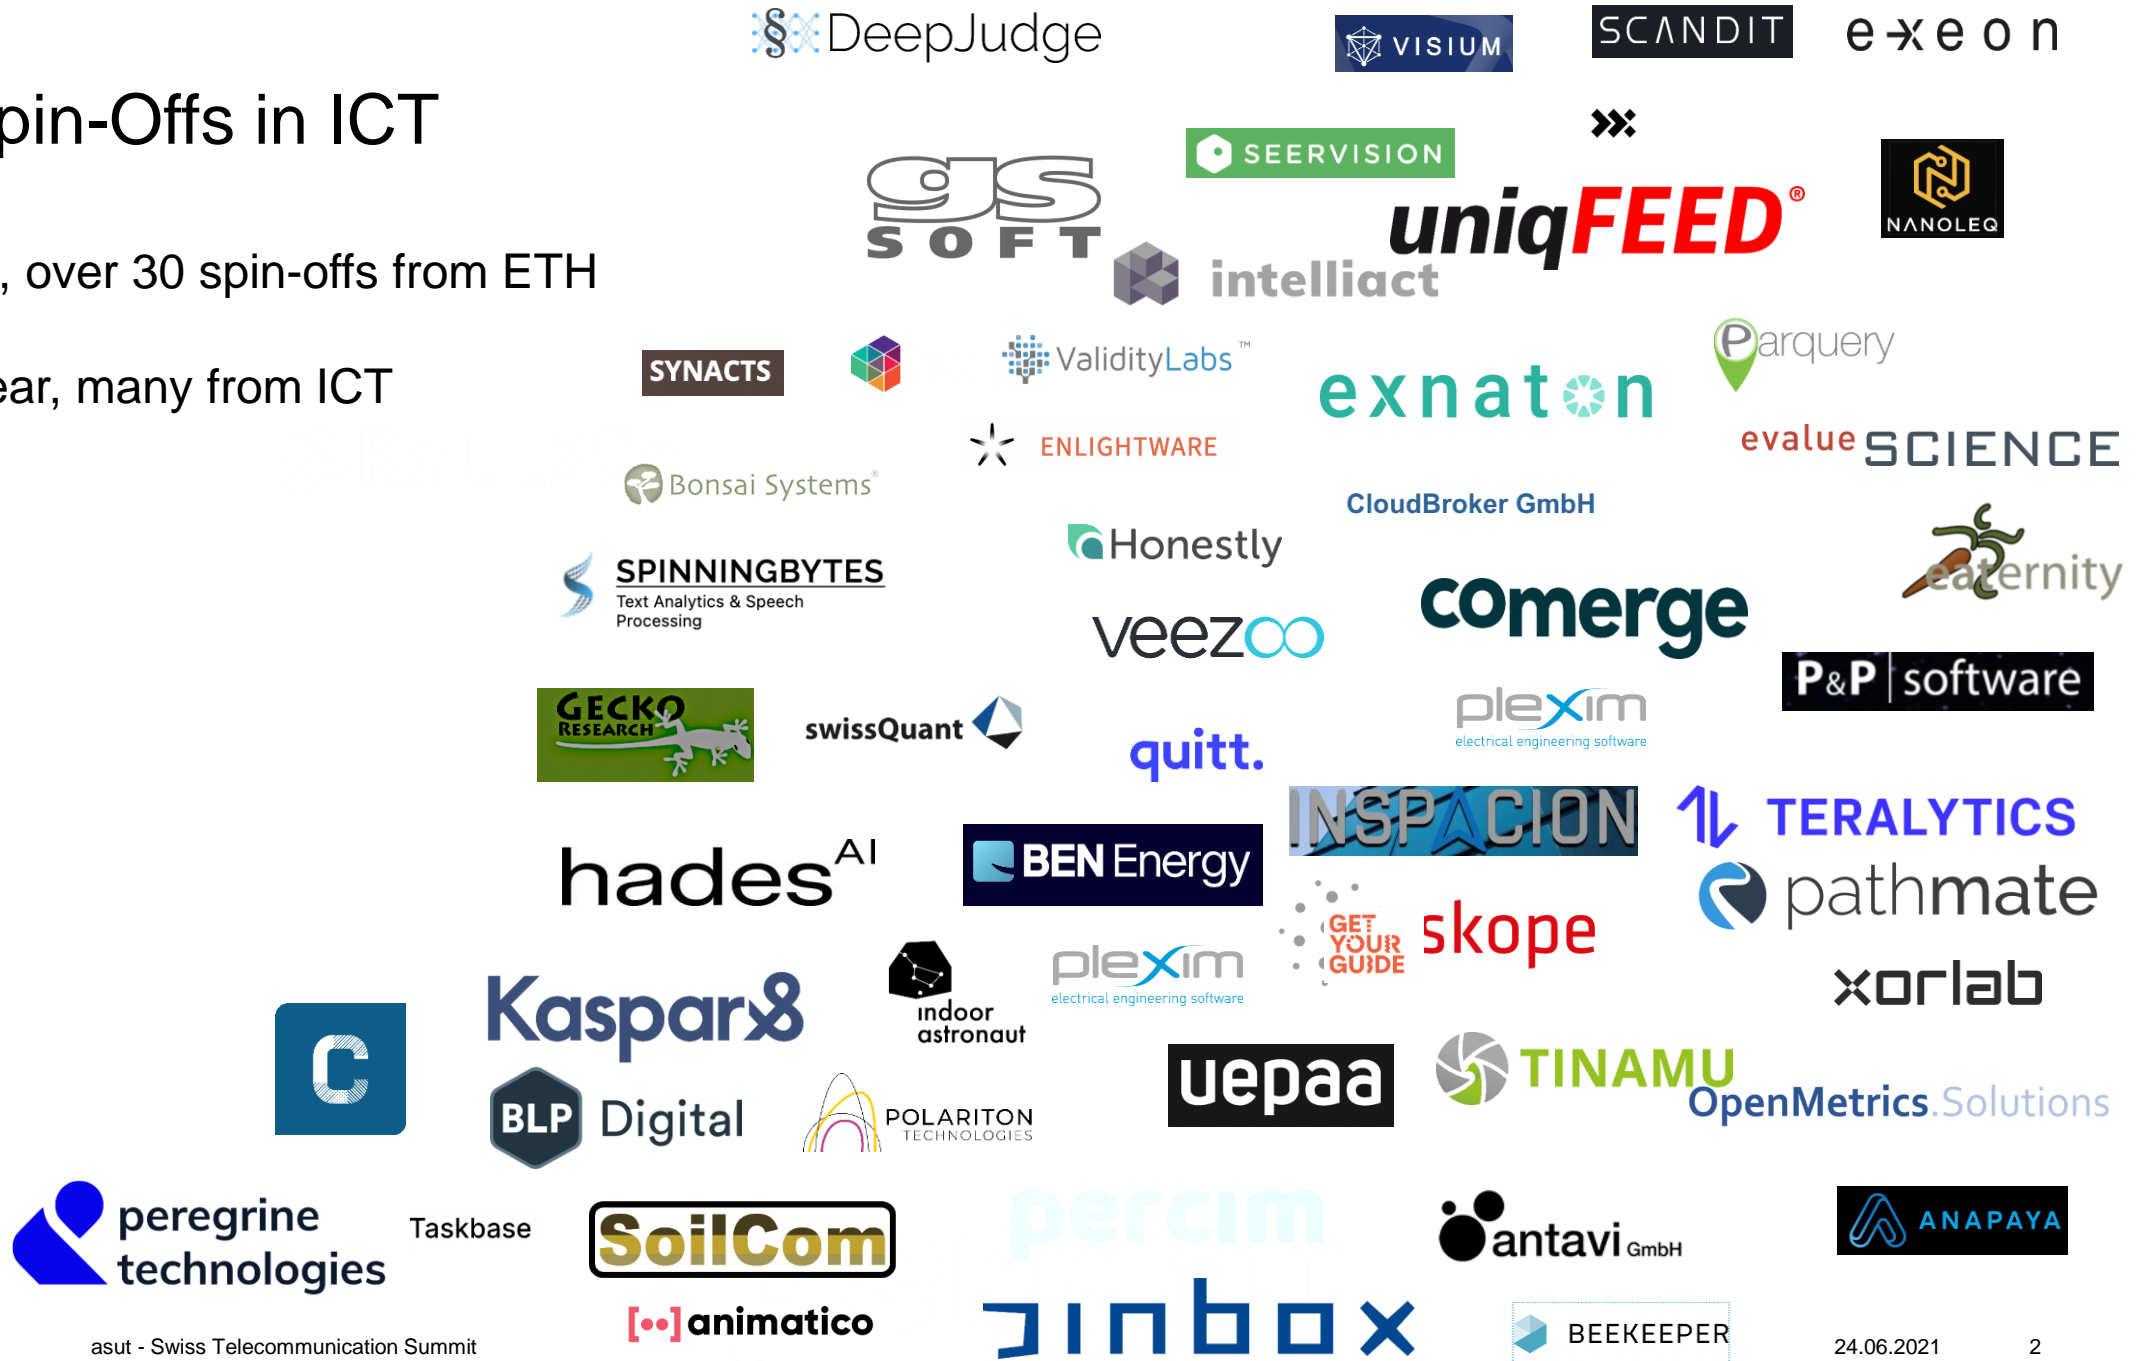 DeepJudge
VISIUM
SCANDIT
exeon
pin-Offs in ICT
SEERVISION
gs
SOFT
uniqFEED®
NANOLEQ
, over 30 spin-offs from ETH
intelliact
SYNACTS
ValidityLabs™
Parquery
exnaton
ear, many from ICT
ENLIGHTWARE
evalueSCIENCE
Bonsai Systems®
CloudBroker GmbH
Honestly
eaternity
SPINNINGBYTES
Text Analytics & Speech
Processing
comerge
veezoo
P&P software
GECKO
RESEARCH
swissQuant
quitt.
plexim
electrical engineering software
INSPACION
TERALYTICS
hades AI
BEN Energy
pathmate
GET
YOUR
GUIDE
skope
plexim
electrical engineering software
xorlab
Kaspar&
indoor
astronaut
C
uepaa
TINAMU
OpenMetrics.Solutions
BLP Digital
POLARITON
TECHNOLOGIES
peregrine
technologies
Taskbase
SoilCom
percim
antavi GmbH
ANAPAYA
[••] animatico
inbox
BEEKEEPER
asut - Swiss Telecommunication Summit
24.06.2021
2